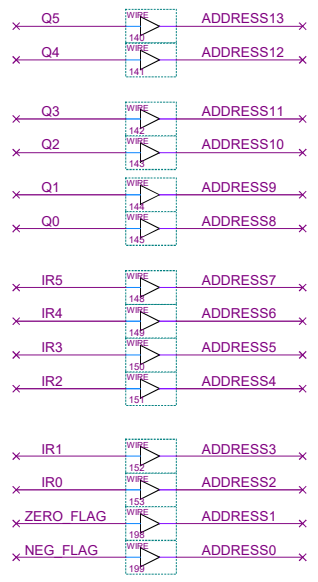 Q5 WIRE ADDRESS13
140
Q4 ADDRESS12
141
Q3 WIRE ADDRESS11
142
Q2 WIRE ADDRESS10
143
Q1 WIRE ADDRESS9
144
Q0 WIRE ADDRESS8
145
IR5 WIRE ADDRESS7
148
IR4 WIRE ADDRESS6
149
IR3 WIRE ADDRESS5
150
IR2 WIRE ADDRESS4
151
IR1 WIRE ADDRESS3
152
IR0 WIRE ADDRESS2
153
ZERO_FLAG WIRE ADDRESS1
198
NEG_FLAG WIRE ADDRESS0
199